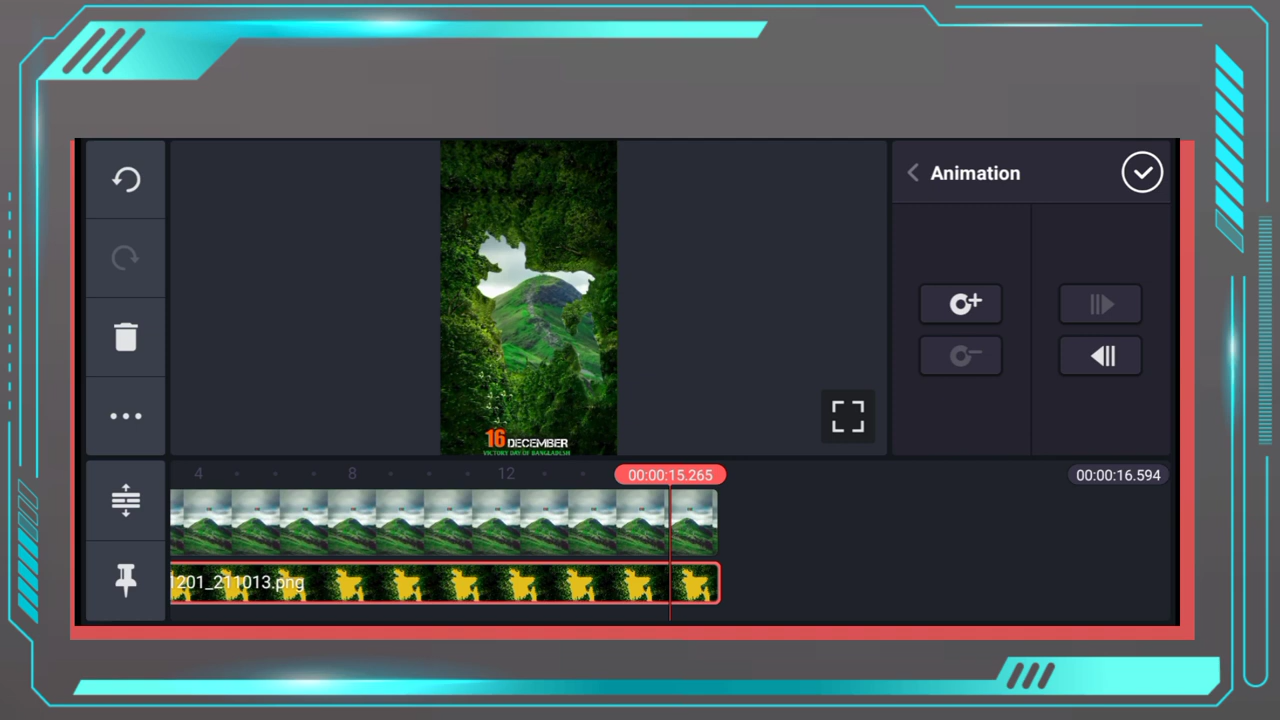 Animation
16 DECEMBER
VICTORY DAY OF BANGLADESH
4
8
12
00:00:15.265
00:00:16.594
1201_211013.png